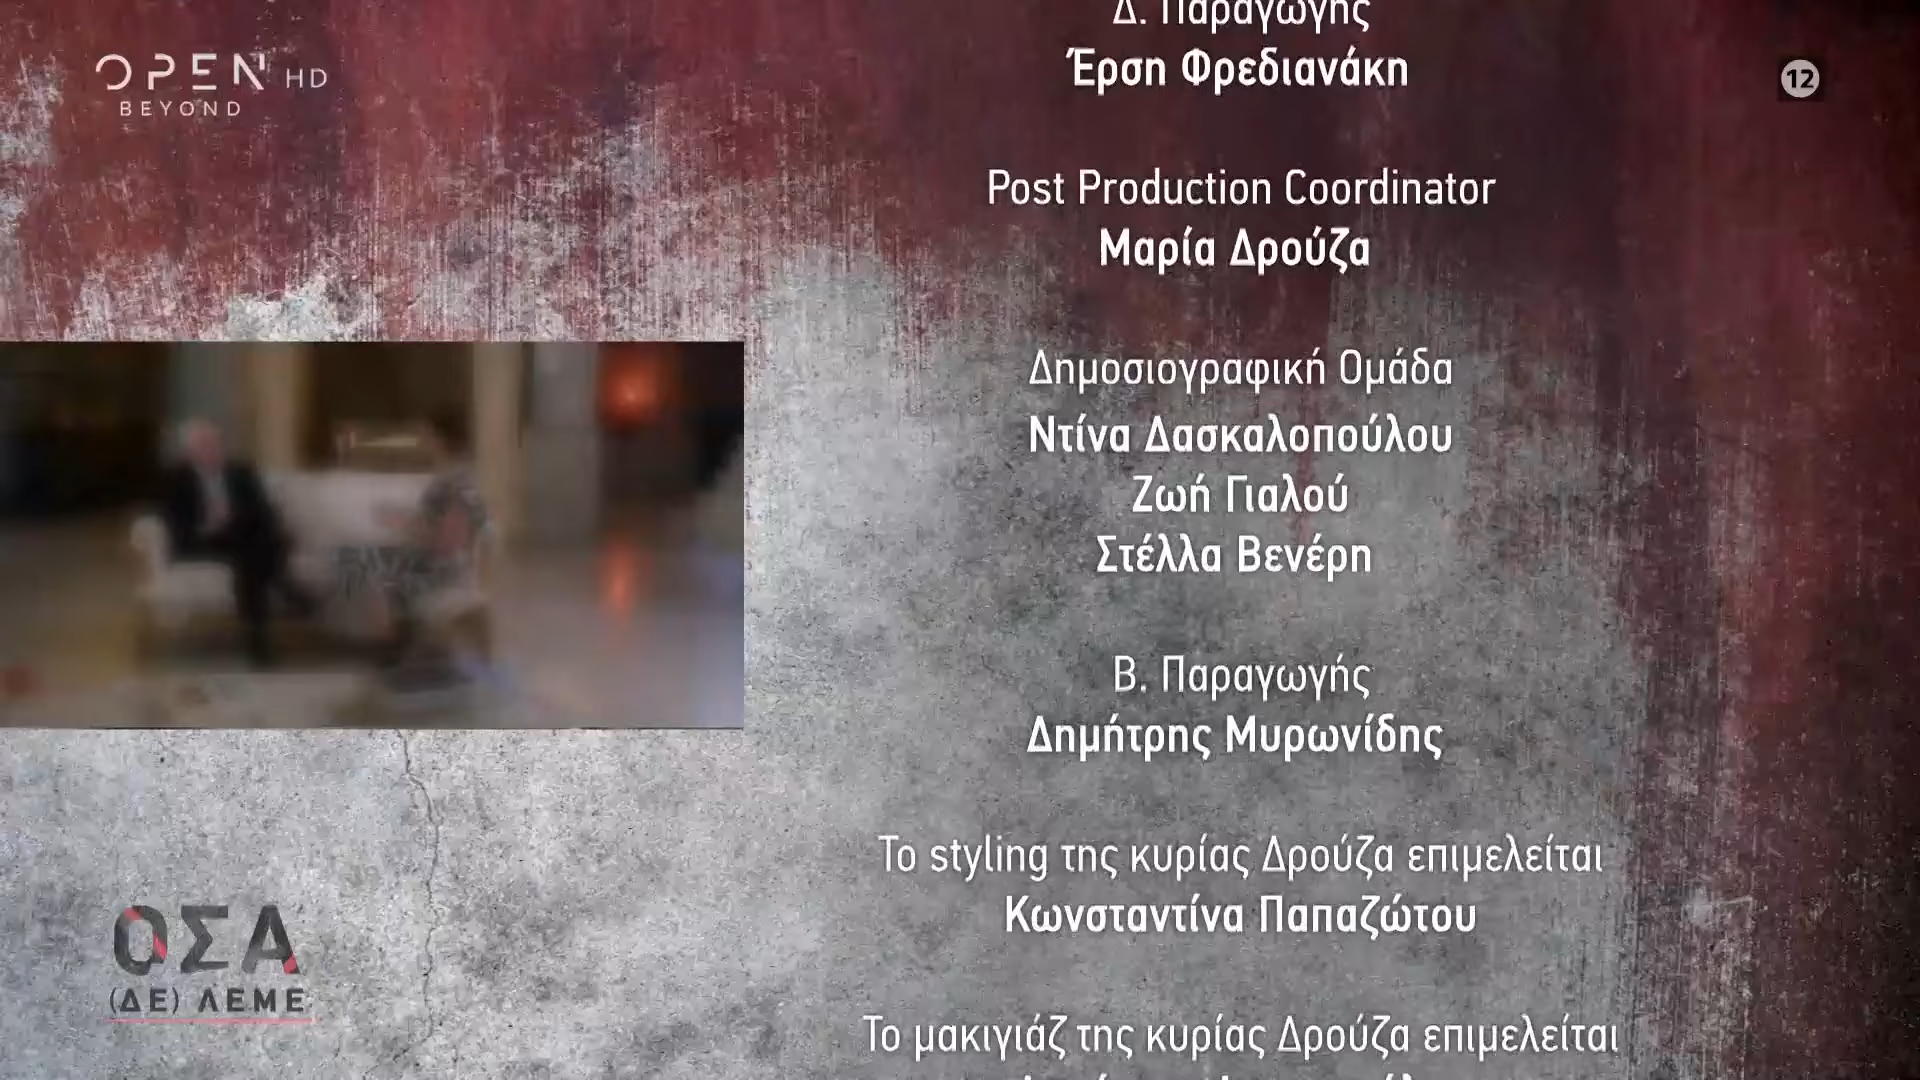 OPEN HD
BEYOND
12
Δ. Παραγωγής
Έρση Φρεδιανάκη
Post Production Coordinator
Μαρία Δρούζα
Δημοσιογραφική Ομάδα
Ντίνα Δασκαλοπούλου
Ζωή Γιαλού
Στέλλα Βενέρη
Β. Παραγωγής
Δημήτρης Μυρωνίδης
Το styling της κυρίας Δρούζα επιμελείται
Κωνσταντίνα Παπαζώτου
Το μακιγιάζ της κυρίας Δρούζα επιμελείται
ΟΣΑ
(ΔΕ) ΛΕΜΕ